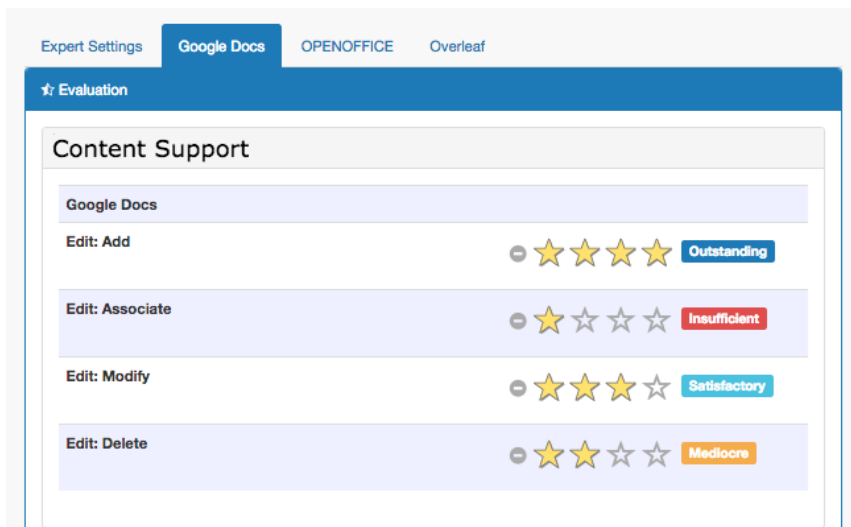 Expert Settings Google Docs OPENOFFICE Overleaf
Evaluation
Content Support
Google Docs
Edit: Add Outstanding
Edit: Associate Insufficient
Edit: Modify Satisfactory
Edit: Delete Mediocre